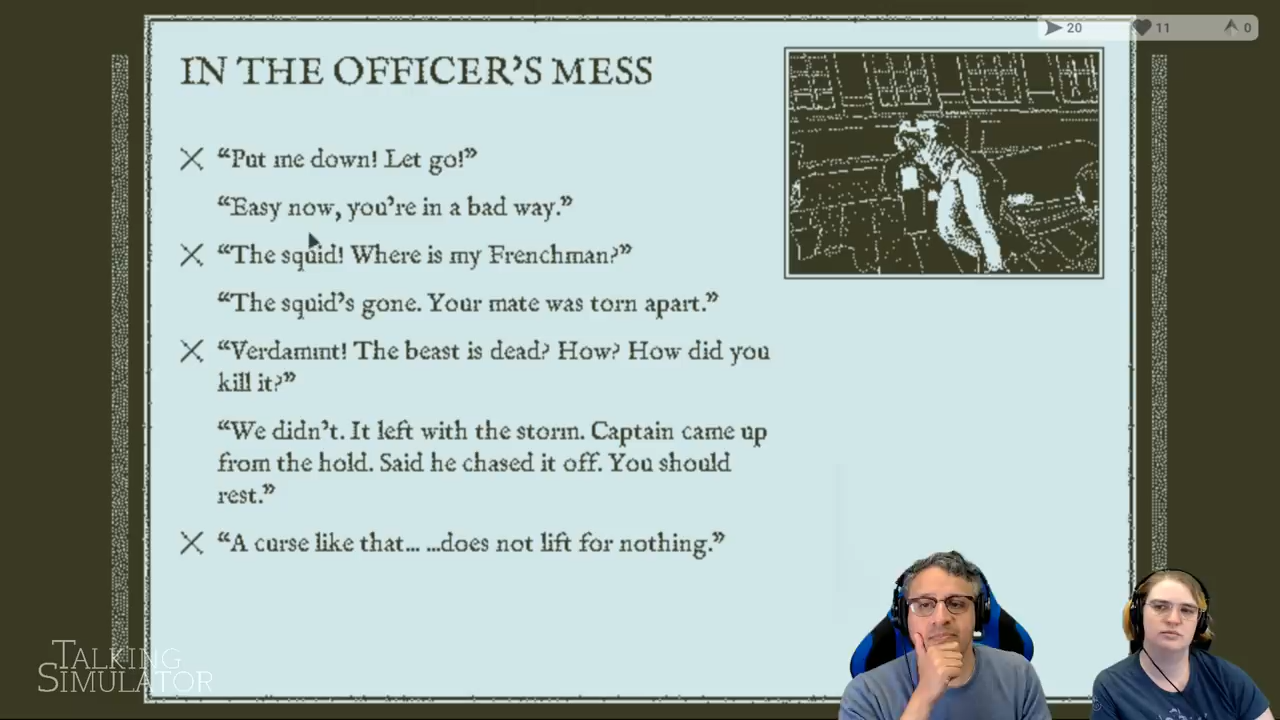 20 11 0
IN THE OFFICER'S MESS
“Put me down! Let go!”
“Easy now, you're in a bad way.”
“The squid! Where is my Frenchman?”
“The squid's gone. Your mate was torn apart.”
“Verdammt! The beast is dead? How? How did you
kill it?”
“We didn't. It left with the storm. Captain came up
from the hold. Said he chased it off. You should
rest.”
“A curse like that... ...does not lift for nothing.”
TALKING
SIMULATOR